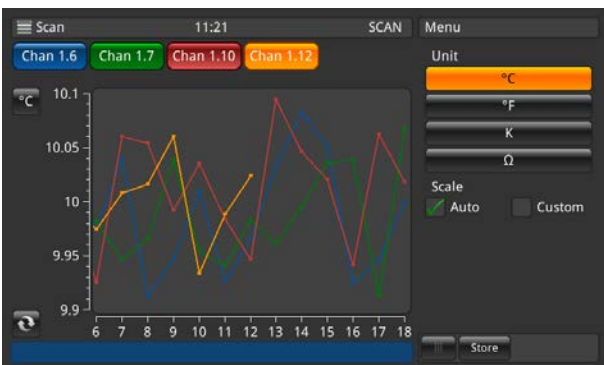 Scan 11:21 SCAN
Menu
Chan 1.6 Chan 1.7 Chan 1.10 Chan 1.12
Unit
°C
°F
K
Ω
Scale
Auto Custom
°C
10.1
10.05
10
9.95
9.9
6 7 8 9 10 11 12 13 14 15 16 17 18
Store